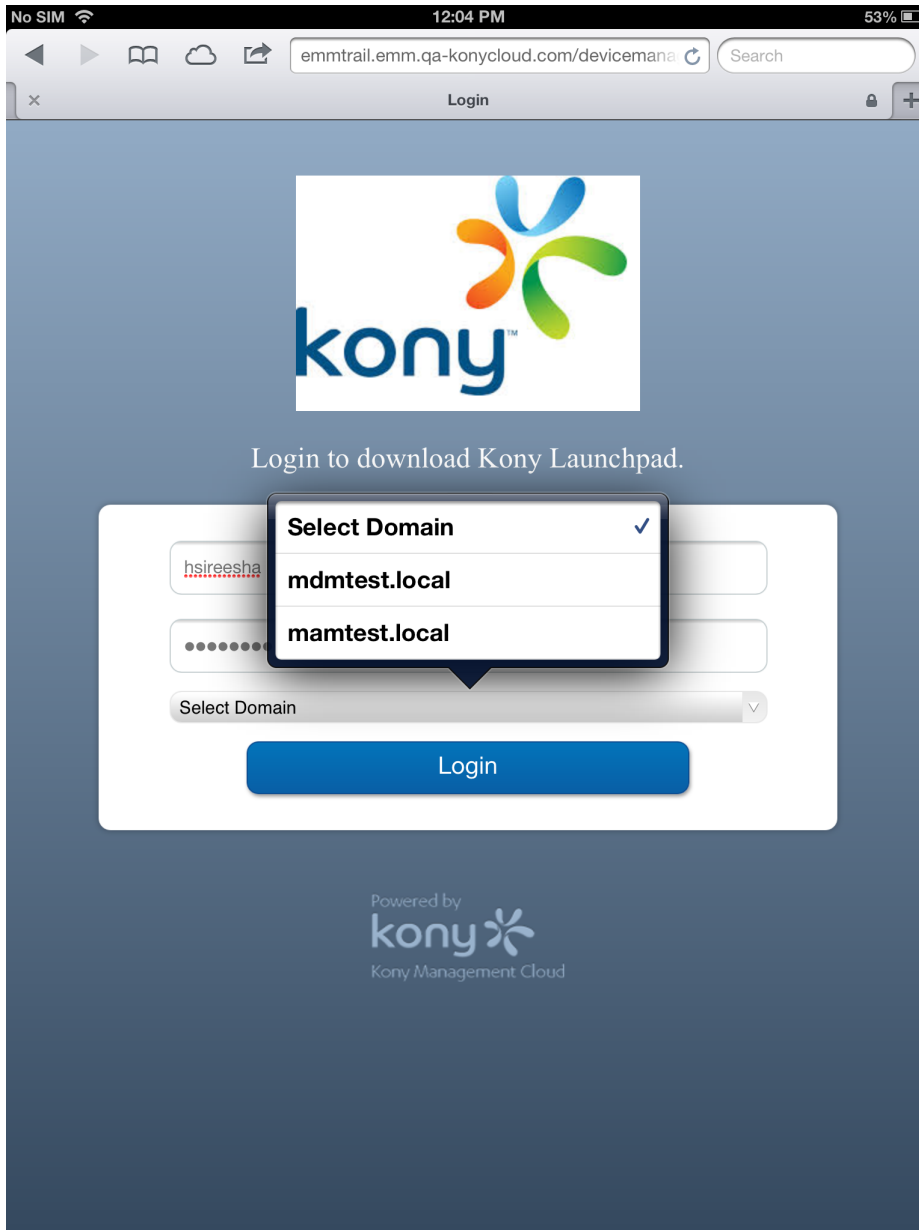 No SIM 12:04 PM 53%
emmtrail.emm.qa-konycloud.com/devicemana Search
Login
kony™
Login to download Kony Launchpad.
Select Domain
mdmtest.local
mamtest.local
hsireesha
Select Domain
Login
Powered by
kony
Kony Management Cloud